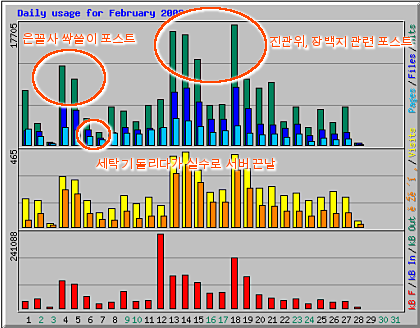 Daily usage for February
17705
은꼴사 싹쓸이 포스트
진관위, 장백지 관련 포스트
Pages / Files / Hits
465
세탁기 돌리다가 실수로 서버 끈날
241088
kB F / kB In / kB Out
1 2 3 4 5 6 7 8 9 10 11 12 13 14 15 16 17 18 19 20 21 22 23 24 25 26 27 28 29 30 31